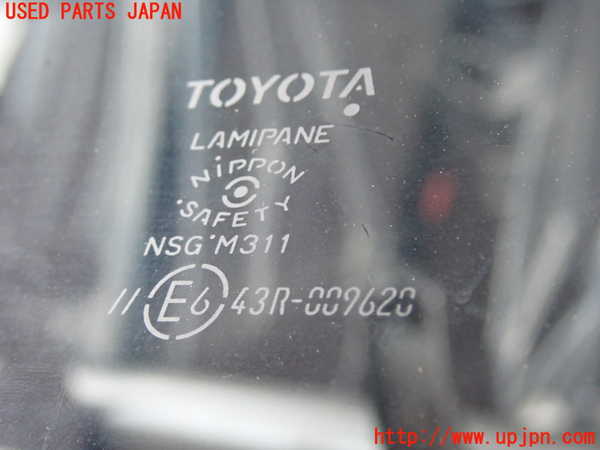 USED PARTS JAPAN
TOYOTA
LAMIPANE
NiPPON
SAFETY
NSG M311
II E6 43R-009620
http://www.upjpn.com/